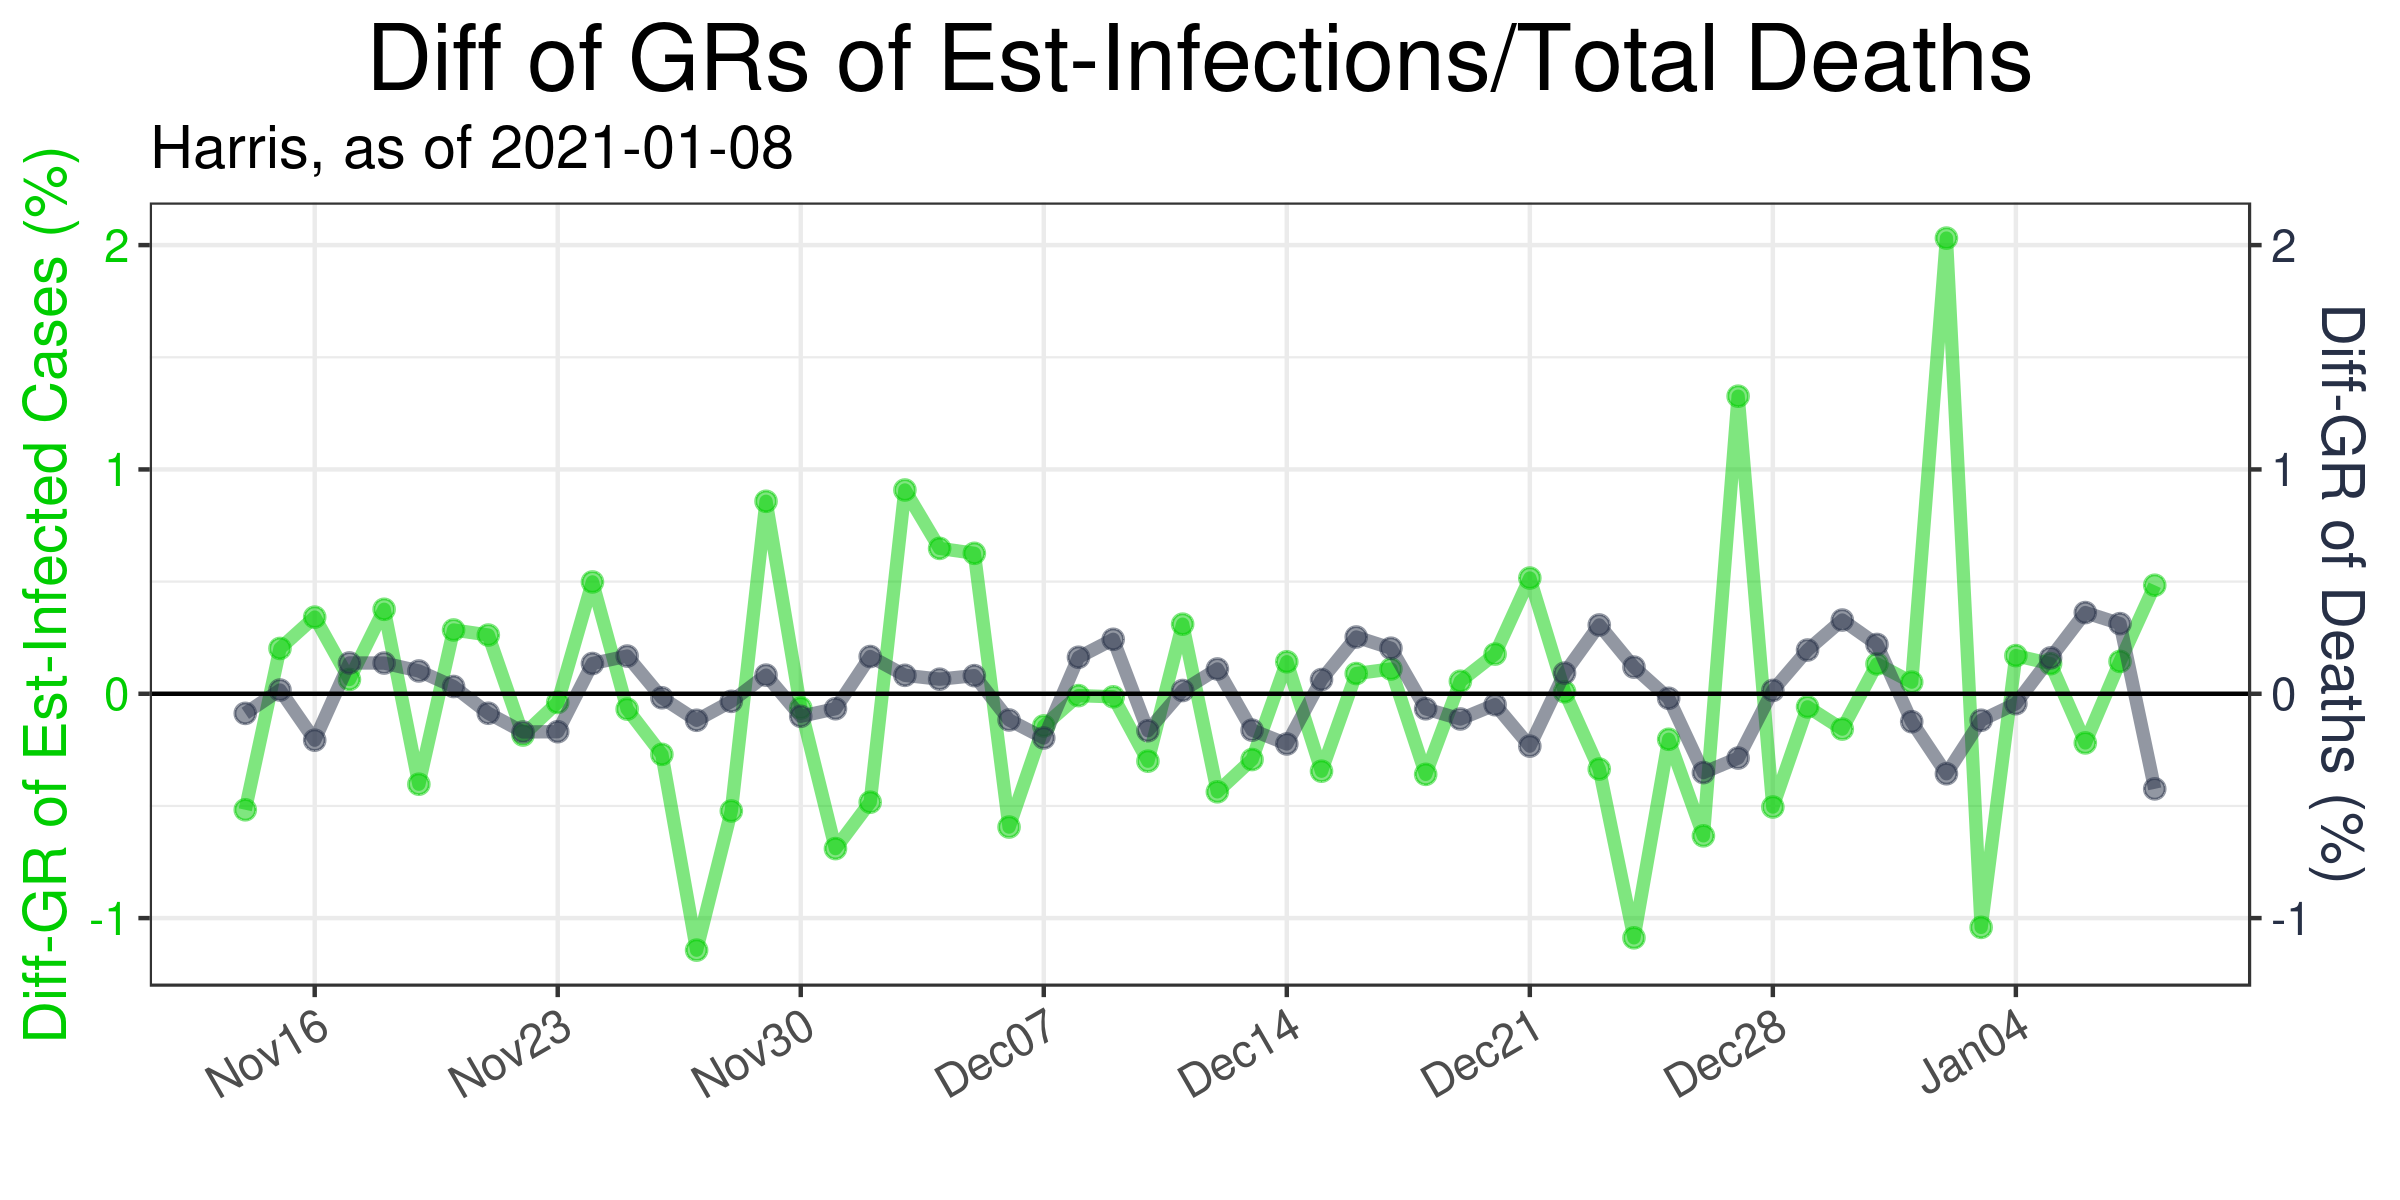 Diff of GRs of Est-Infections/Total Deaths
Harris, as of 2021-01-08
Diff-GR of Est-Infected Cases (%)
2
1
0
-1
2
1
0
-1
Diff-GR of Deaths (%)
Nov16
Nov23
Nov30
Dec07
Dec14
Dec21
Dec28
Jan04